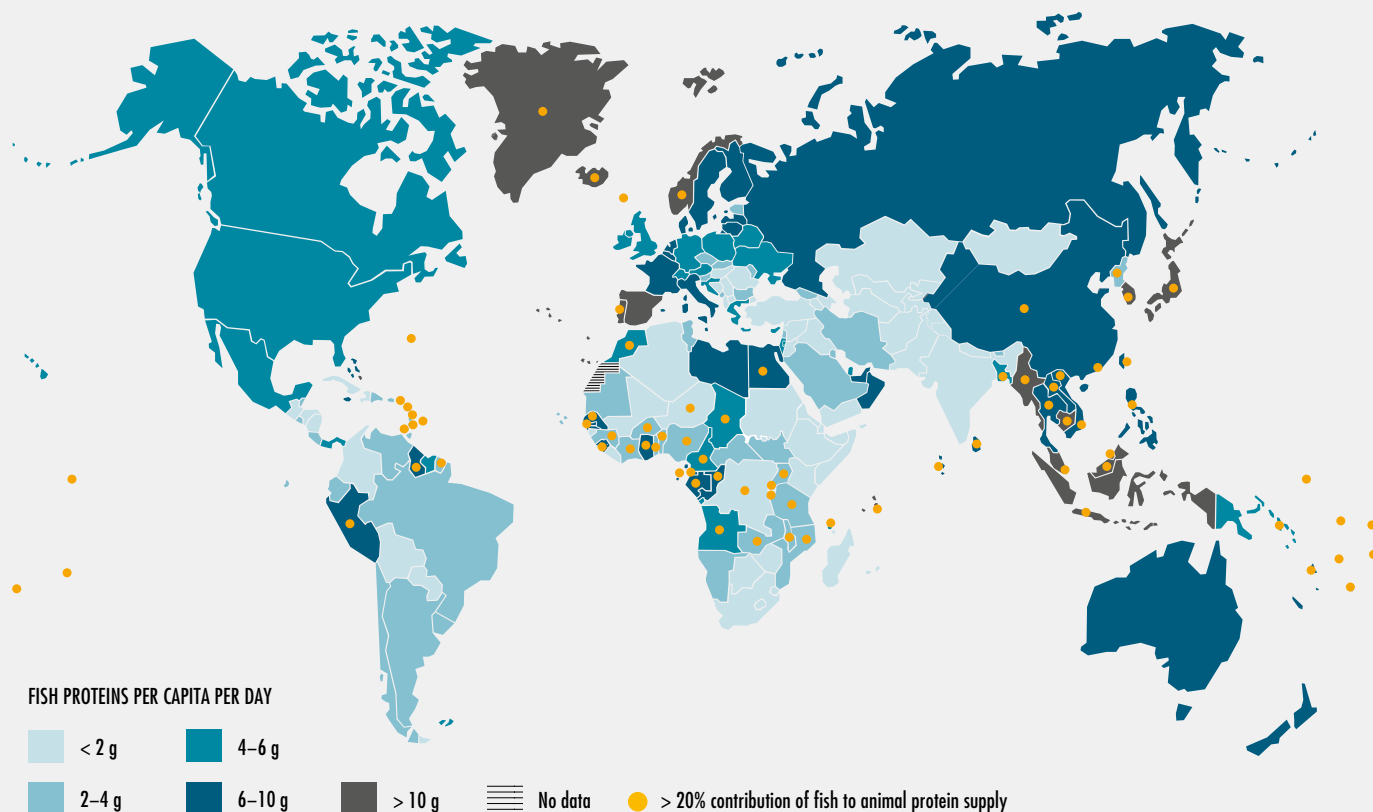 FISH PROTEINS PER CAPITA PER DAY
< 2 g
4–6 g
2–4 g
6–10 g
> 10 g
No data
> 20% contribution of fish to animal protein supply